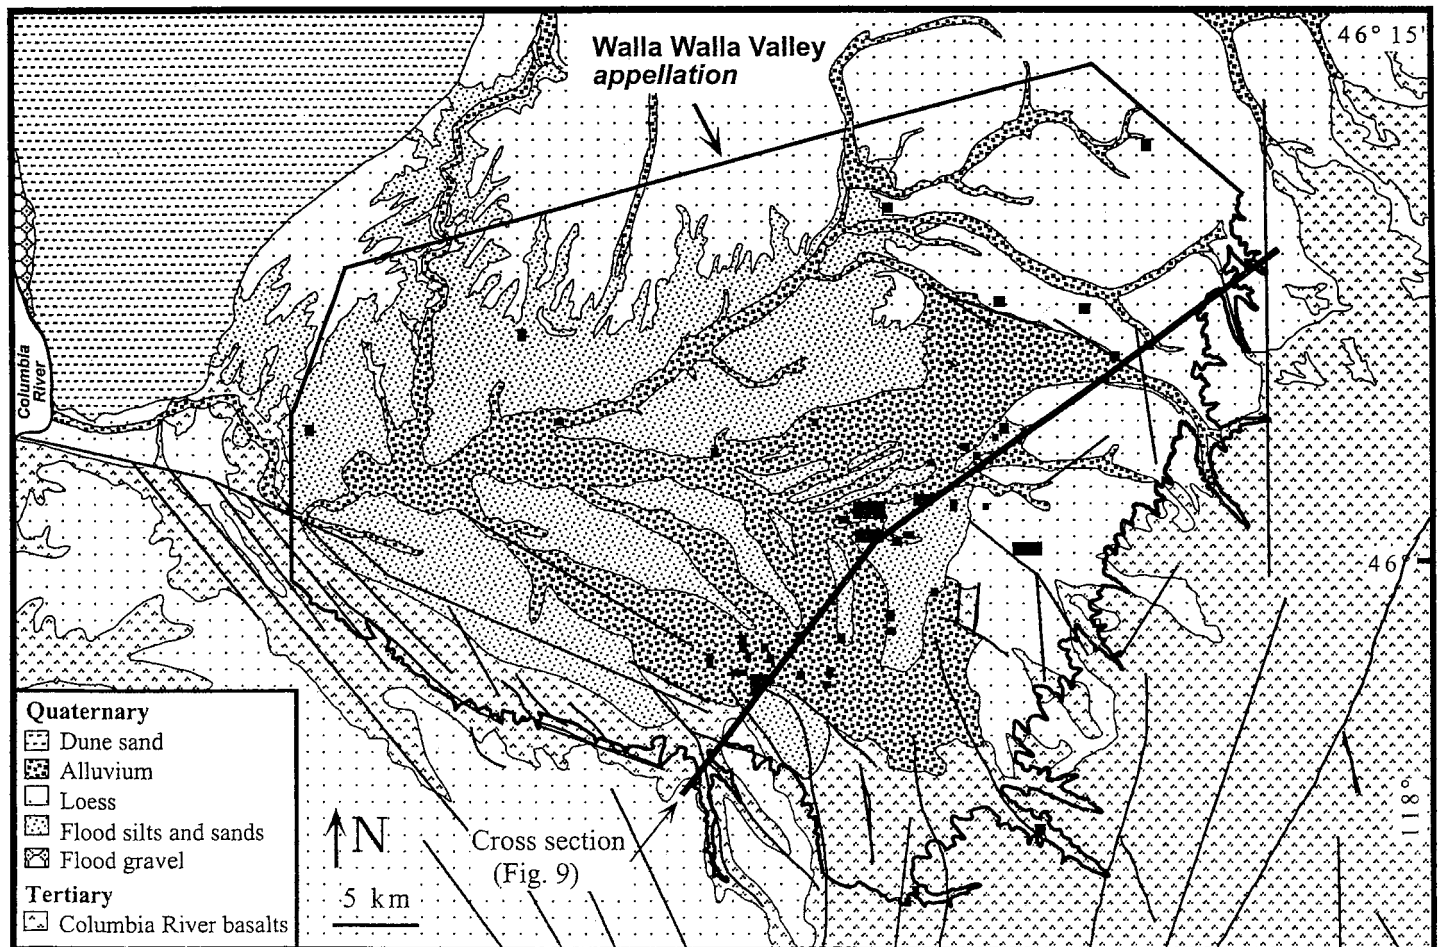 Walla Walla Valley
appellation
46° 15'
Columbia
River
46°
118°
Quaternary
Dune sand
Alluvium
Loess
Flood silts and sands
Flood gravel
Tertiary
Columbia River basalts
N
5 km
Cross section
(Fig. 9)